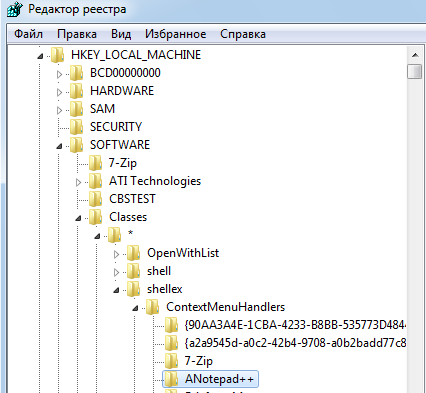 Редактор реестра
Файл Правка Вид Избранное Справка
HKEY_LOCAL_MACHINE
BCD00000000
HARDWARE
SAM
SECURITY
SOFTWARE
7-Zip
ATI Technologies
CBSTEST
Classes
*
OpenWithList
shell
shellex
ContextMenuHandlers
{90AA3A4E-1CBA-4233-B8BB-535773D484
{a2a9545d-a0c2-42b4-9708-a0b2badd77c8
7-Zip
ANotepad++